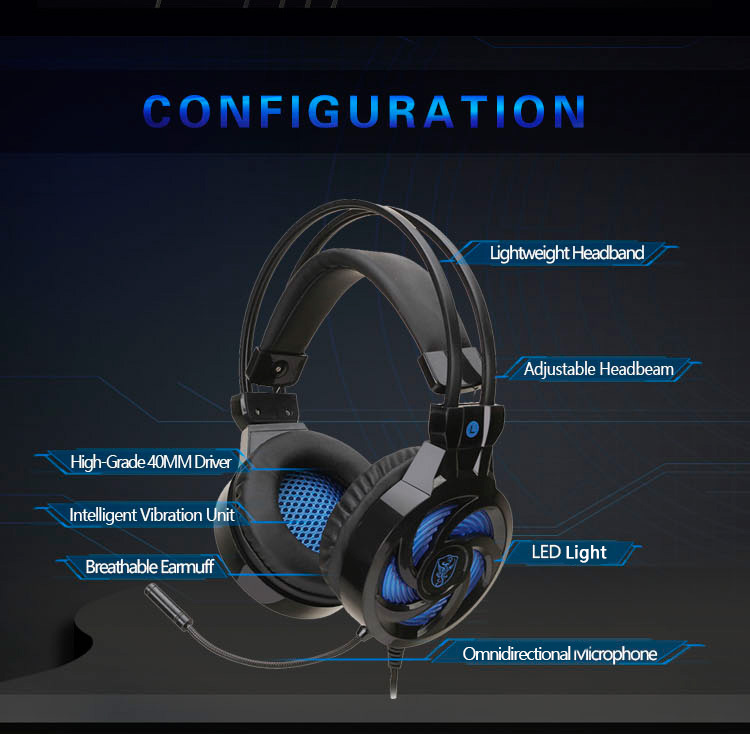 CONFIGURATION
Lightweight Headband
Adjustable Headbeam
L
High-Grade 40MM Driver
Intelligent Vibration Unit
LED Light
Breathable Earmuff
Omnidirectional Microphone